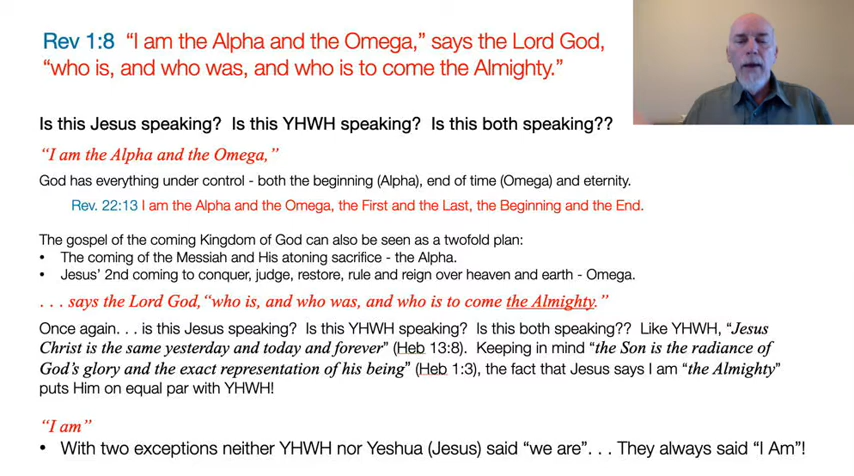 Rev 1:8 “I am the Alpha and the Omega,” says the Lord God,
“who is, and who was, and who is to come the Almighty.”
Is this Jesus speaking? Is this YHWH speaking? Is this both speaking??
“I am the Alpha and the Omega,”
God has everything under control - both the beginning (Alpha), end of time (Omega) and eternity.
Rev. 22:13 I am the Alpha and the Omega, the First and the Last, the Beginning and the End.
The gospel of the coming Kingdom of God can also be seen as a twofold plan:
• The coming of the Messiah and His atoning sacrifice - the Alpha.
• Jesus’ 2nd coming to conquer, judge, restore, rule and reign over heaven and earth - Omega.
. . . says the Lord God, “who is, and who was, and who is to come the Almighty.”
Once again. . . is this Jesus speaking? Is this YHWH speaking? Is this both speaking?? Like YHWH, “Jesus
Christ is the same yesterday and today and forever” (Heb 13:8). Keeping in mind “the Son is the radiance of
God’s glory and the exact representation of his being” (Heb 1:3), the fact that Jesus says I am “the Almighty”
puts Him on equal par with YHWH!
“I am”
• With two exceptions neither YHWH nor Yeshua (Jesus) said “we are”. . . They always said “I Am”!